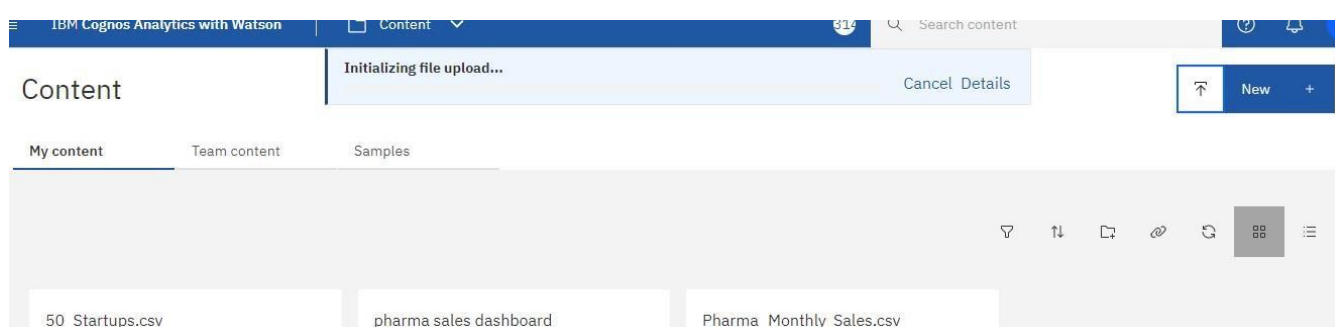 IBM Cognos Analytics with Watson Content 314 Search content
Initializing file upload...
Content Cancel Details New +
My content Team content Samples
50_Startups.csv pharma sales dashboard Pharma_Monthly_Sales.csv